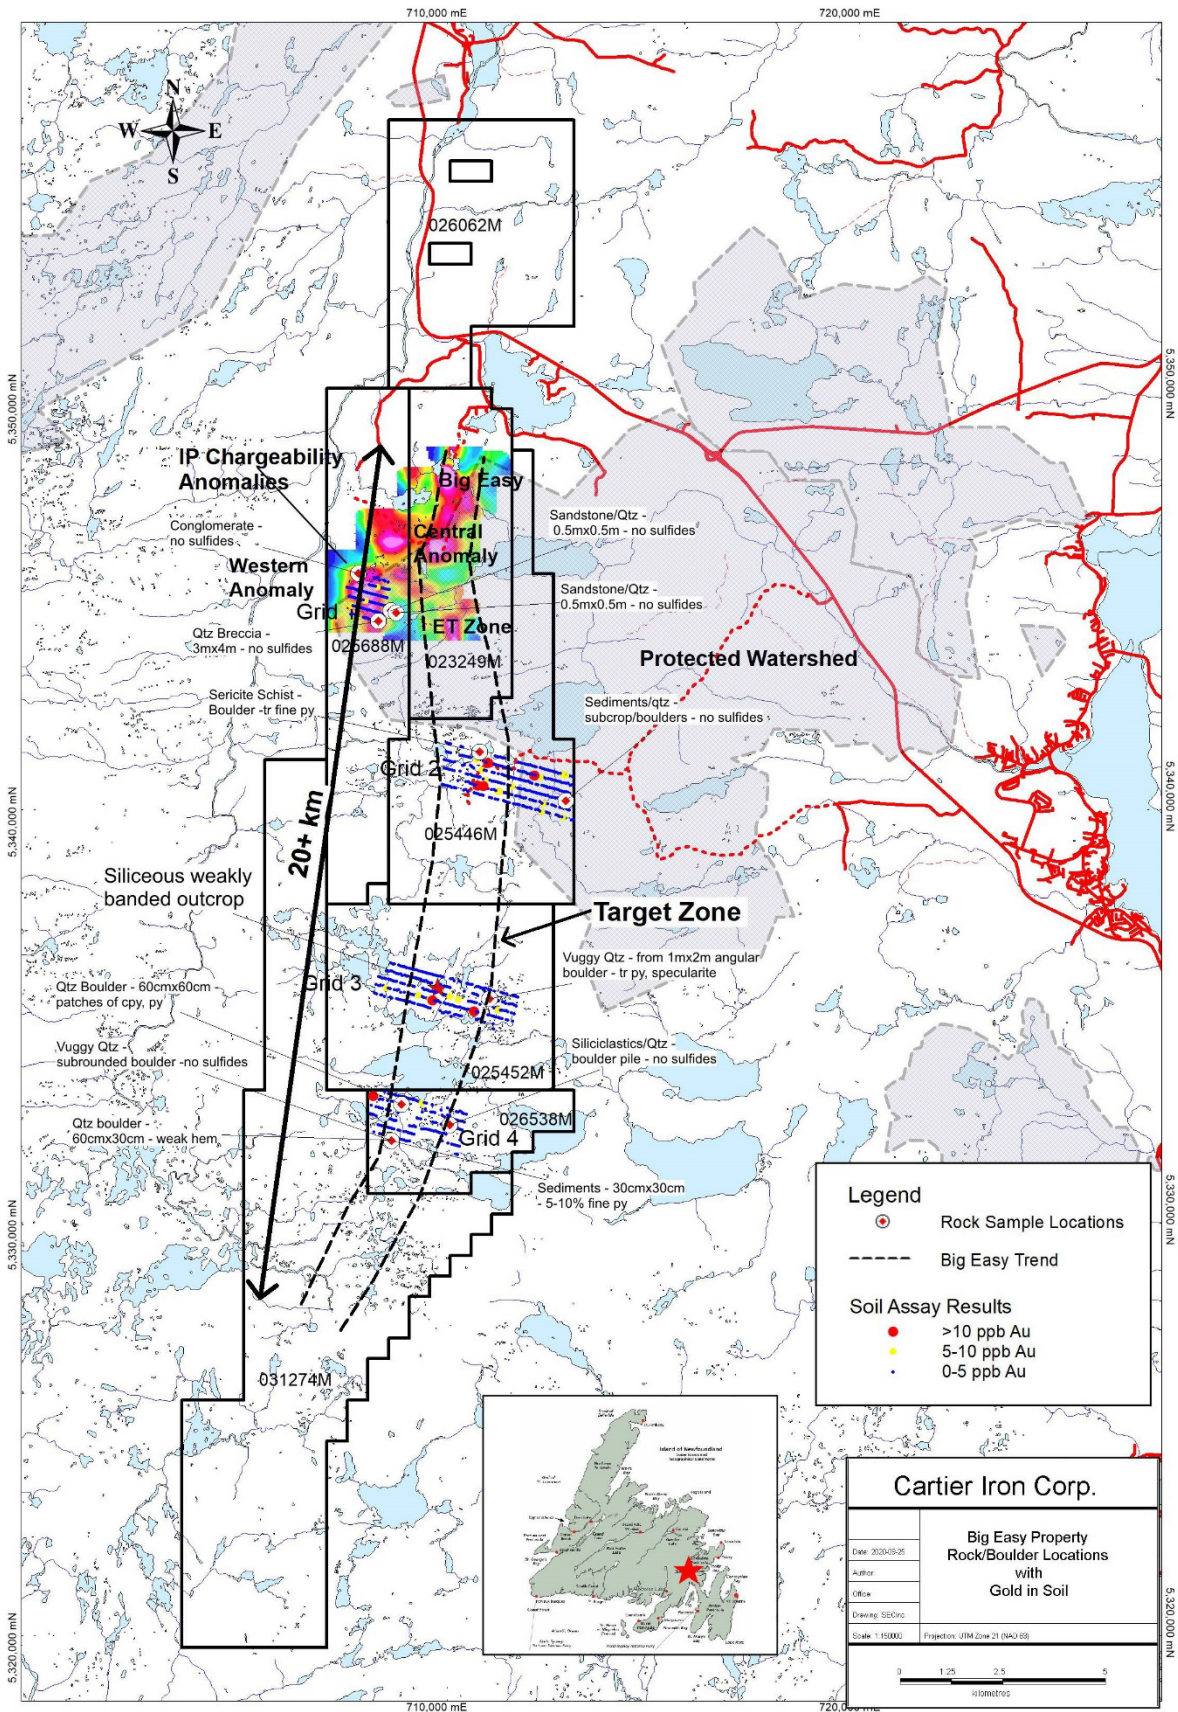 710,000 mE
720,000 mE
N
W
E
S
026062M
5,350,000 mN
5,350,000 mN
IP Chargeability
Anomalies
Big Easy
Conglomerate -
no sulfides
Sandstone/Qtz -
0.5mx0.5m - no sulfides
Central
Anomaly
Western
Anomaly
Sandstone/Qtz -
0.5mx0.5m - no sulfides
Grid
ET Zone
Qtz Breccia -
3mx4m - no sulfides
025688M
023249M
Protected Watershed
Sericite Schist -
Boulder -tr fine py
Sediments/qtz -
subcrop/boulders - no sulfides
Grid 2
5,340,000 mN
5,340,000 mN
025446M
20+ km
Siliceous weakly
banded outcrop
Target Zone
Vuggy Qtz - from 1mx2m angular
boulder - tr py, specularite
Grid 3
Qtz Boulder - 60cmx60cm -
patches of cpy, py
Vuggy Qtz -
subrounded boulder -no sulfides
Siliciclastics/Qtz -
boulder pile - no sulfides
025452M
026538M
Qtz boulder -
60cmx30cm - weak hem
Grid 4
Sediments - 30cmx30cm
- 5-10% fine py
5,330,000 mN
5,330,000 mN
Legend
Rock Sample Locations
Big Easy Trend
Soil Assay Results
>10 ppb Au
5-10 ppb Au
0-5 ppb Au
031274M
Island of Newfoundland
Cartier Iron Corp.
Big Easy Property
Rock/Boulder Locations
with
Gold in Soil
Date: 2020-06-25
Author:
Office:
Drawing: SECInc.
Scale: 1:150000
Projection: UTM Zone 21 (NAD 83)
0 1.25 2.5 5
kilometres
5,320,000 mN
5,320,000 mN
710,000 mE